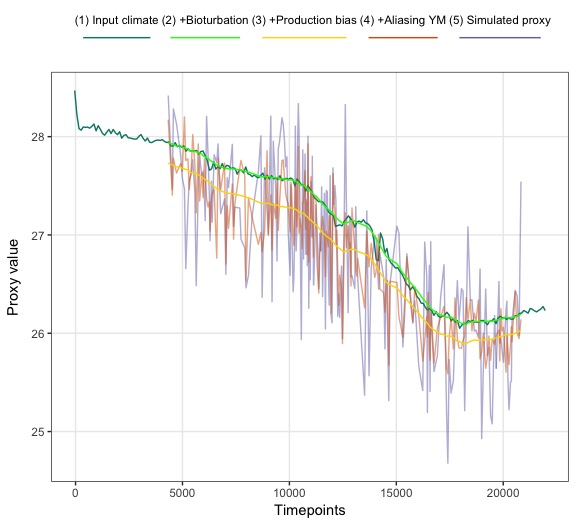 (1) Input climate (2) +Bioturbation (3) +Production bias (4) +Aliasing YM (5) Simulated proxy
28
27
26
25
Proxy value
0 5000 10000 15000 20000
Timepoints